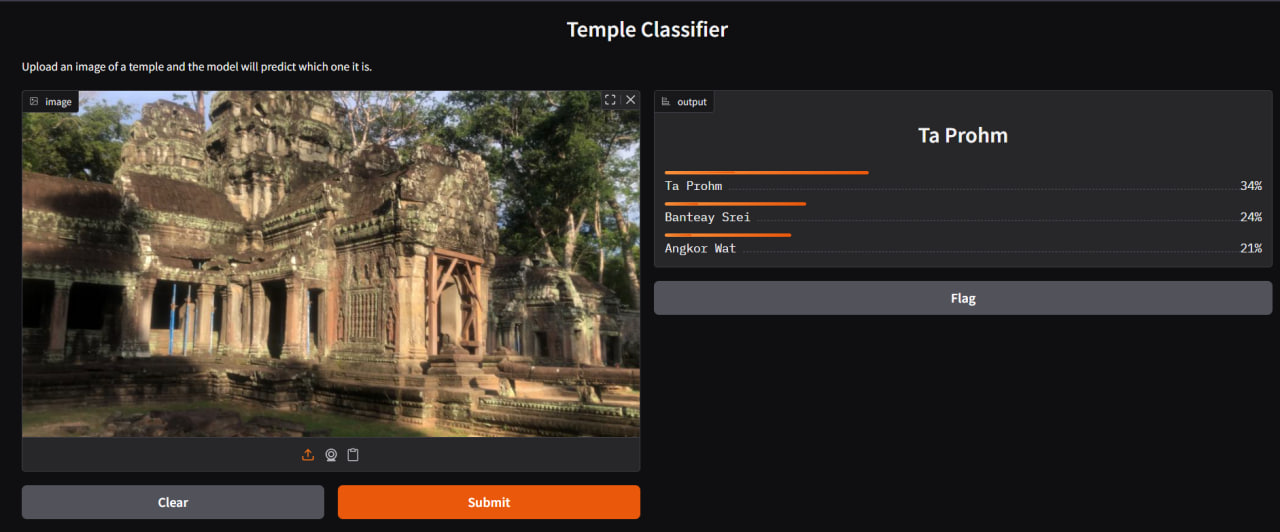 Temple Classifier
Upload an image of a temple and the model will predict which one it is.
image
output
Ta Prohm
Ta Prohm 34%
Banteay Srei 24%
Angkor Wat 21%
Flag
Clear
Submit